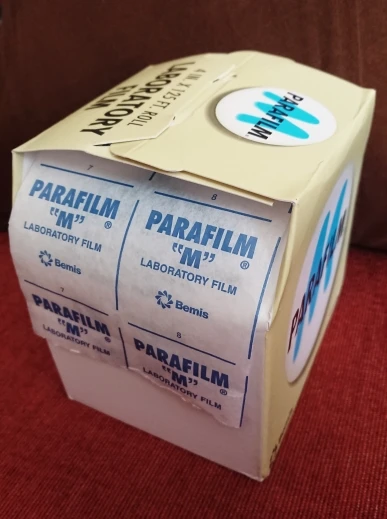 4 IN. X 125 FT. ROLL
LABORATORY
FILM
PARAFILM
PARAFILM
7
8
PARAFILM
"M"®
LABORATORY FILM
Bemis
PARAFILM
"M"®
LABORATORY FILM
Bemis
7
8
PARAFILM
"M"®
LABORATORY FILM
PARAFILM
"M"®
LABORATORY FILM